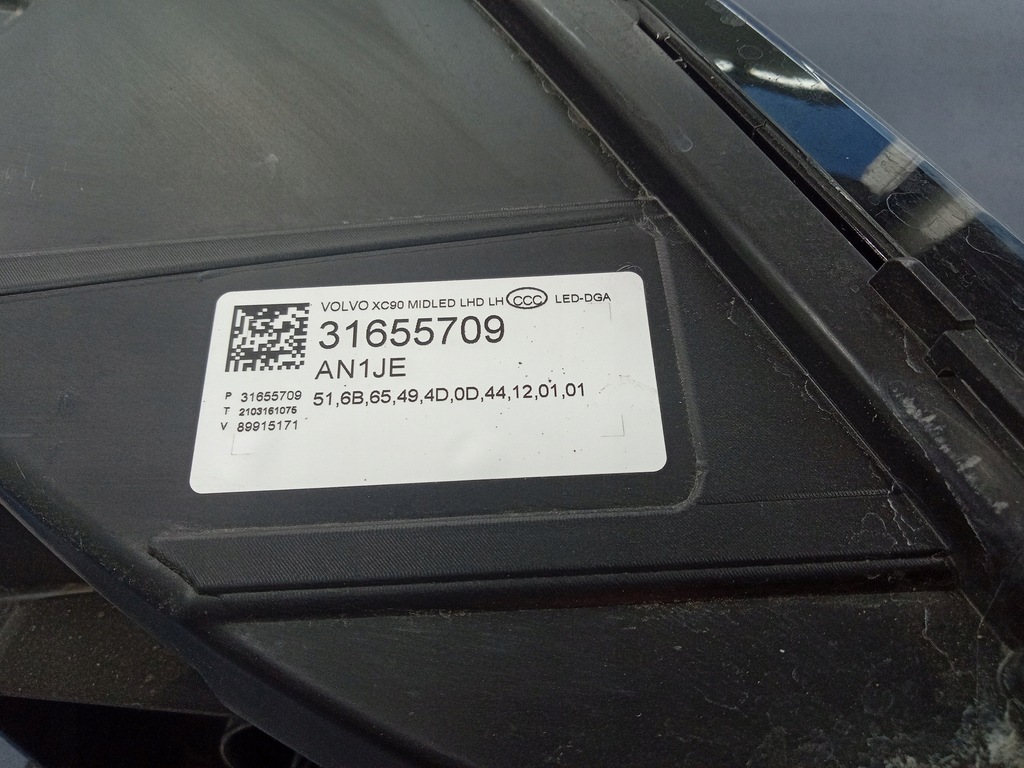 VOLVO XC90 MIDLED LHD LH CCC LED-DGA
31655709
AN1JE
51,6B,65,49,4D,0D,44,12,01,01
P 31655709
T 2103161075
V 89915171